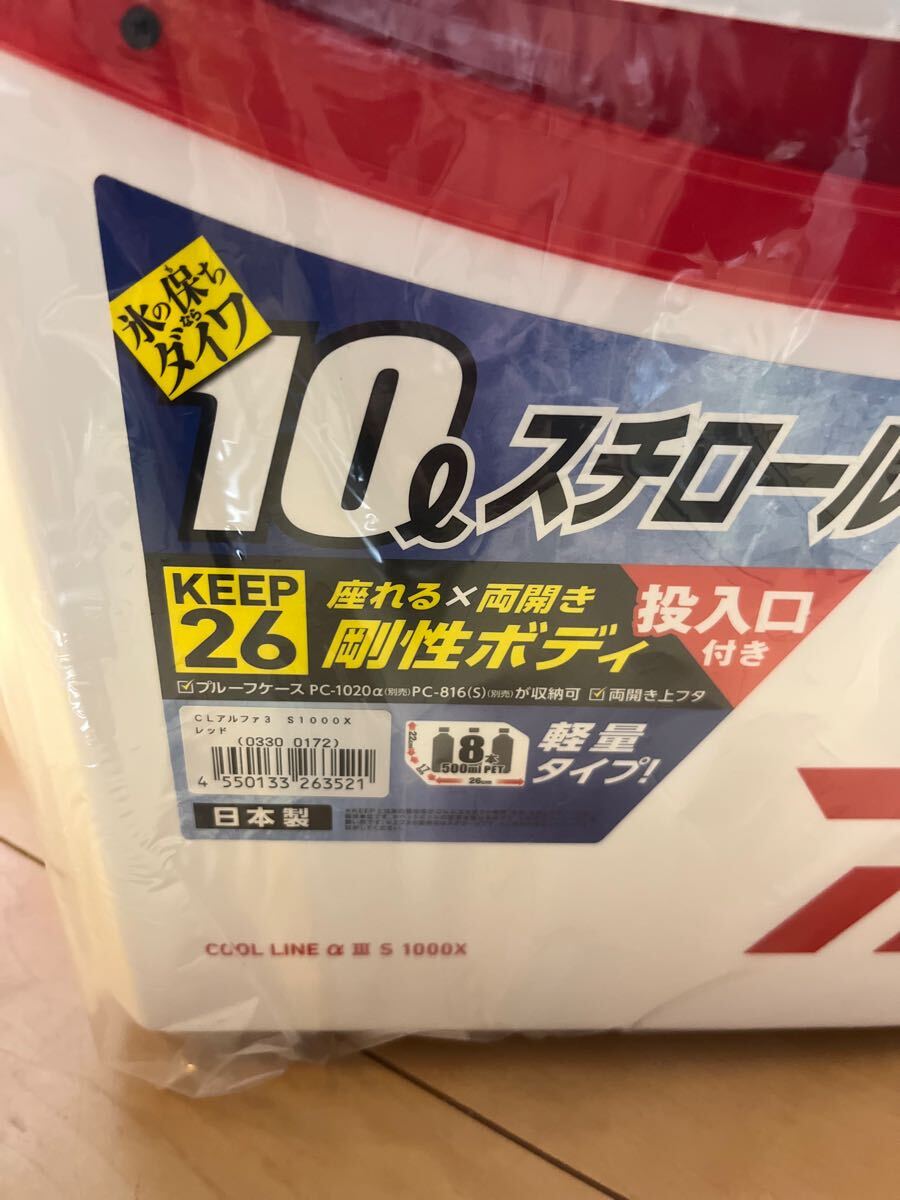 氷の保ち
なら
ダイワ
10ℓ スチロール
KEEP
26
座れる×両開き
剛性ボディ
投入口
付き
☑プルーフケース PC-1020α(別売)PC-816(S)(別売)が収納可 ☑両開き上フタ
CLアルファ3 S1000X
レッド
(0330 0172)
4 550133 263521
22cm
17
8本
500ml PET
26cm
軽量
タイプ!
日本製
COOL LINE α III S 1000X